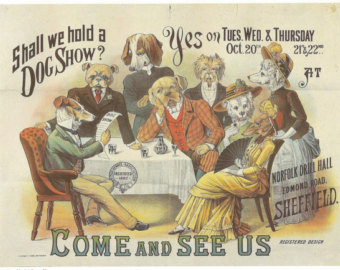 Shall we hold a
DOG SHOW?
Yes on TUES. WED. & THURSDAY
OCT. 20TH 21ST & 22ND
AT
NORFOLK DRILL HALL
EDMOND ROAD.
SHEFFIELD.
COME AND SEE US
REGISTERED DESIGN